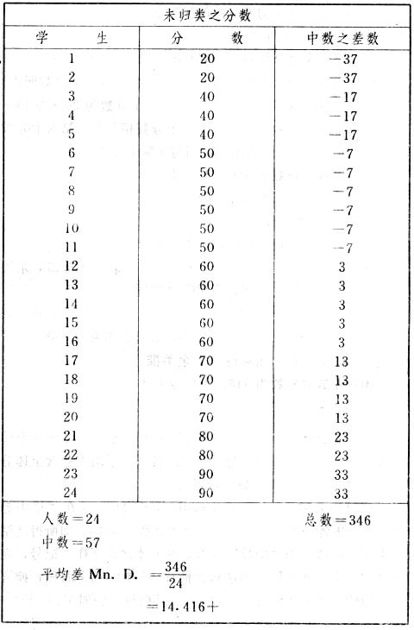 未归类之分数
学 生 分 数 中数之差数
1 20 —37
2 20 —37
3 40 —17
4 40 —17
5 40 —17
6 50 —7
7 50 —7
8 50 —7
9 50 —7
10 50 —7
11 50 —7
12 60 3
13 60 3
14 60 3
15 60 3
16 60 3
17 70 13
18 70 13
19 70 13
20 70 13
21 80 23
22 80 23
23 90 33
24 90 33
人数=24 总数=346
中数=57
平均差 Mn. D. =346/24
=14.416+